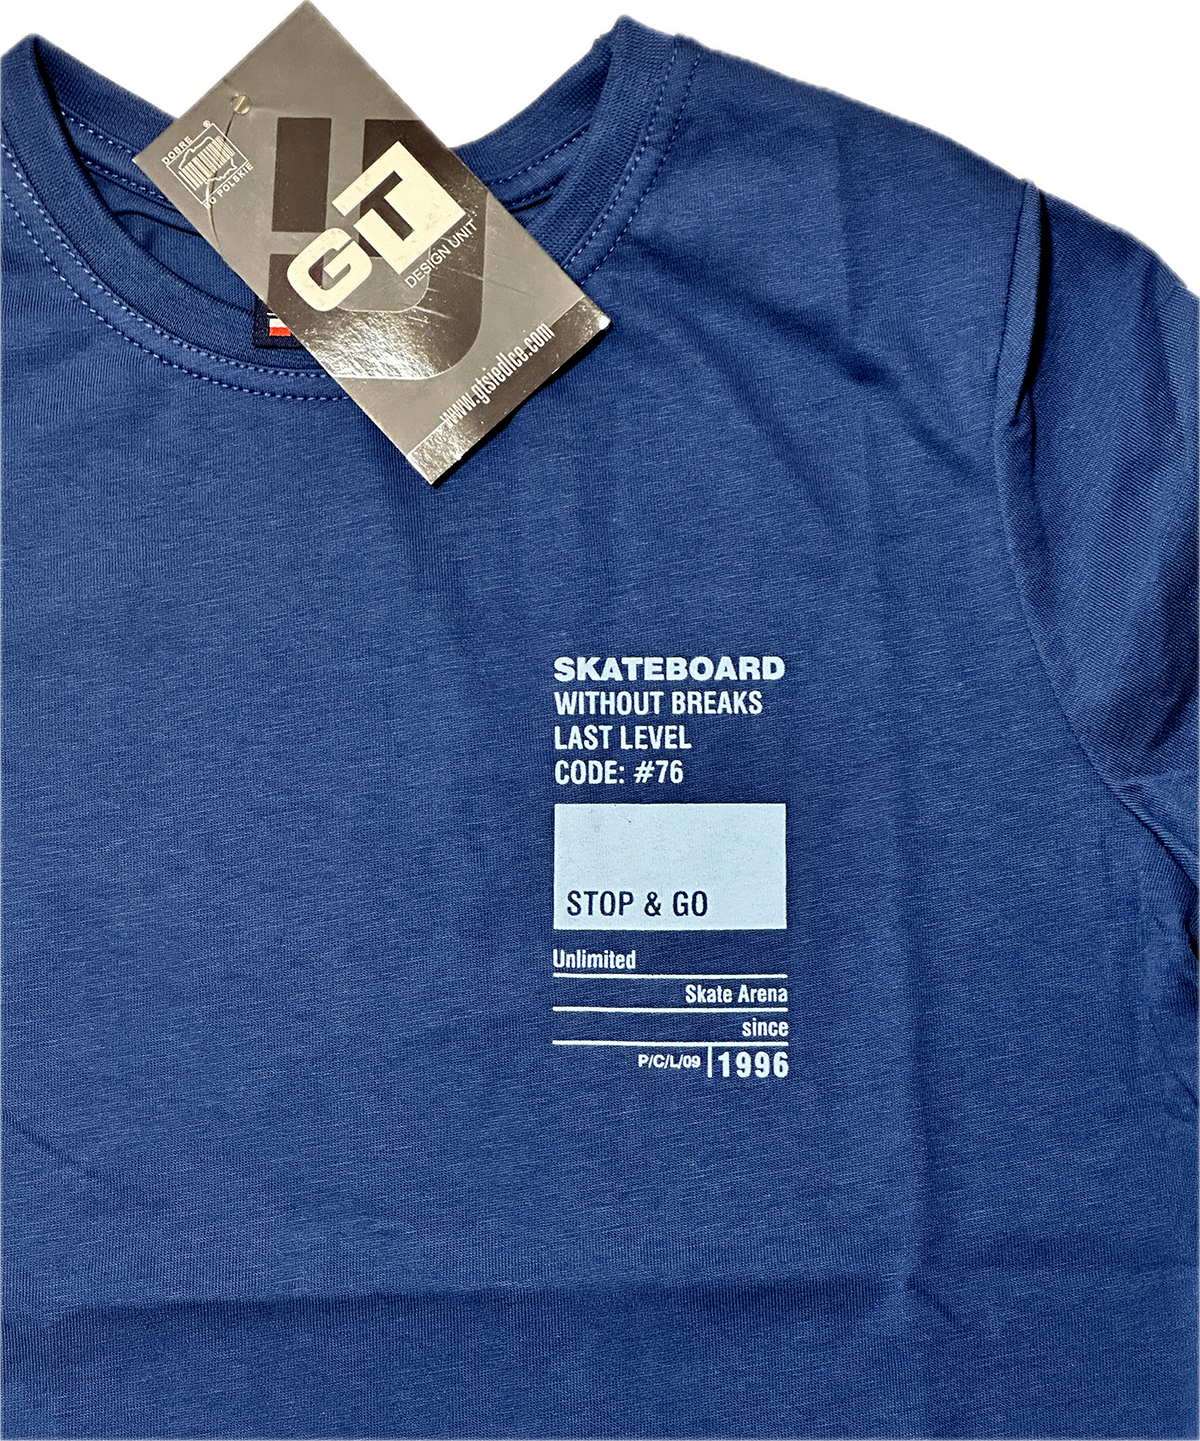 DOBRE
BO POLSKIE
GT
DESIGN UNIT
www.gtsiedlce.com
SKATEBOARD
WITHOUT BREAKS
LAST LEVEL
CODE: #76
STOP & GO
Unlimited
Skate Arena
since
P/C/L/09 1996